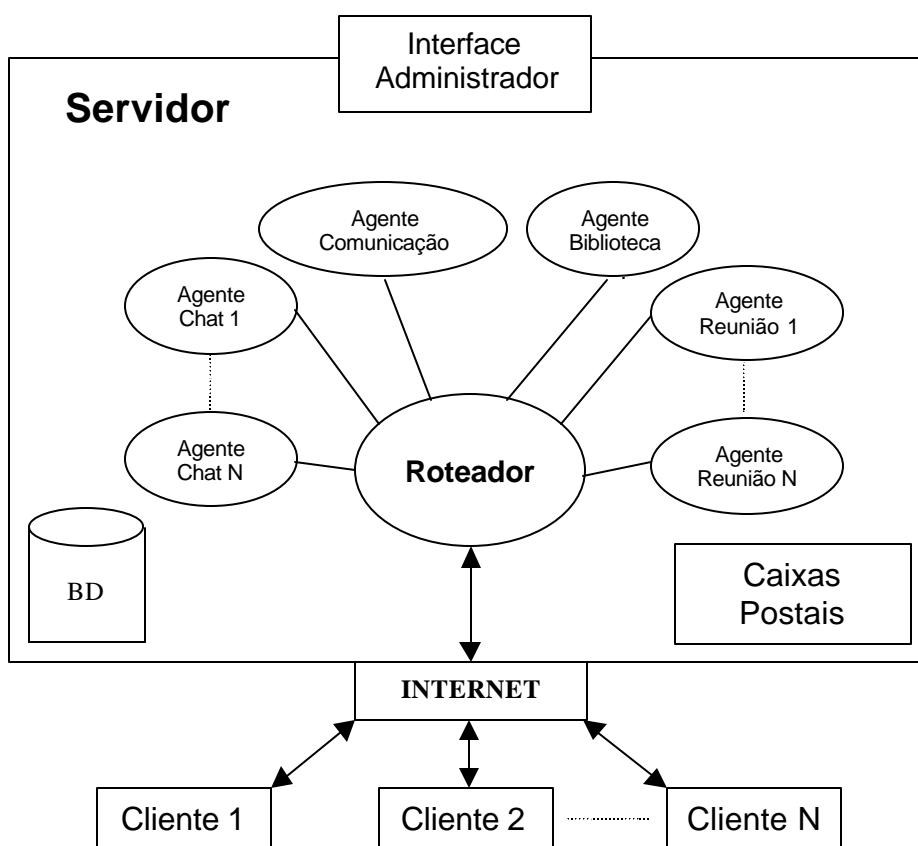 Interface
Administrador
Servidor
Agente
Comunicação
Agente
Biblioteca
Agente
Chat 1
Agente
Reunião 1
Agente
Chat N
Roteador
Agente
Reunião N
BD
Caixas
Postais
INTERNET
Cliente 1
Cliente 2
Cliente N